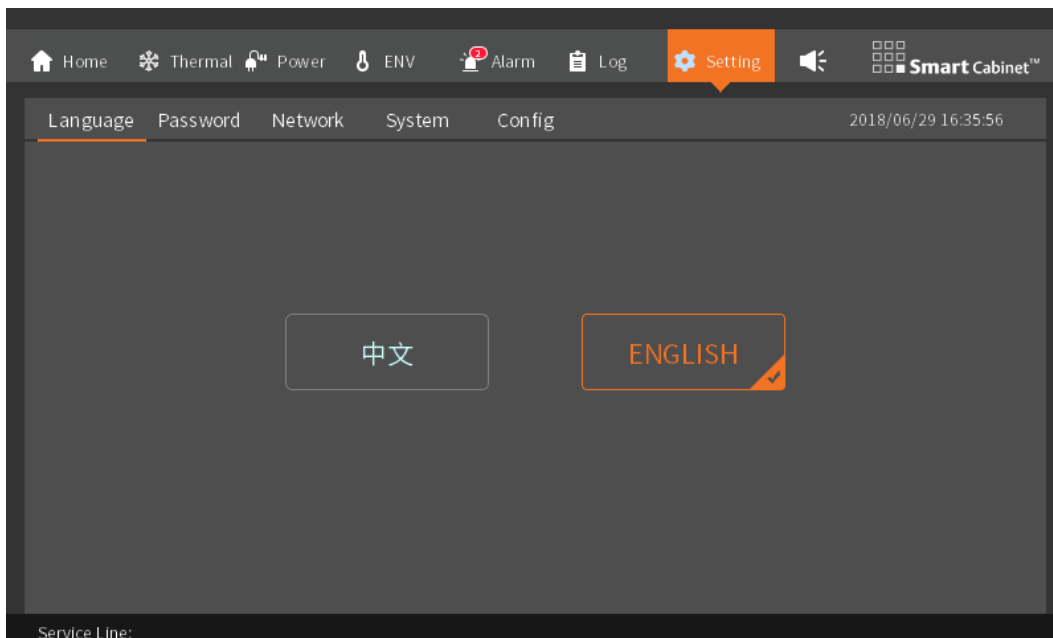 Home Thermal Power ENV 2 Alarm Log Setting Smart Cabinet™
Language Password Network System Config 2018/06/29 16:35:56
中文 ENGLISH
Service Line: